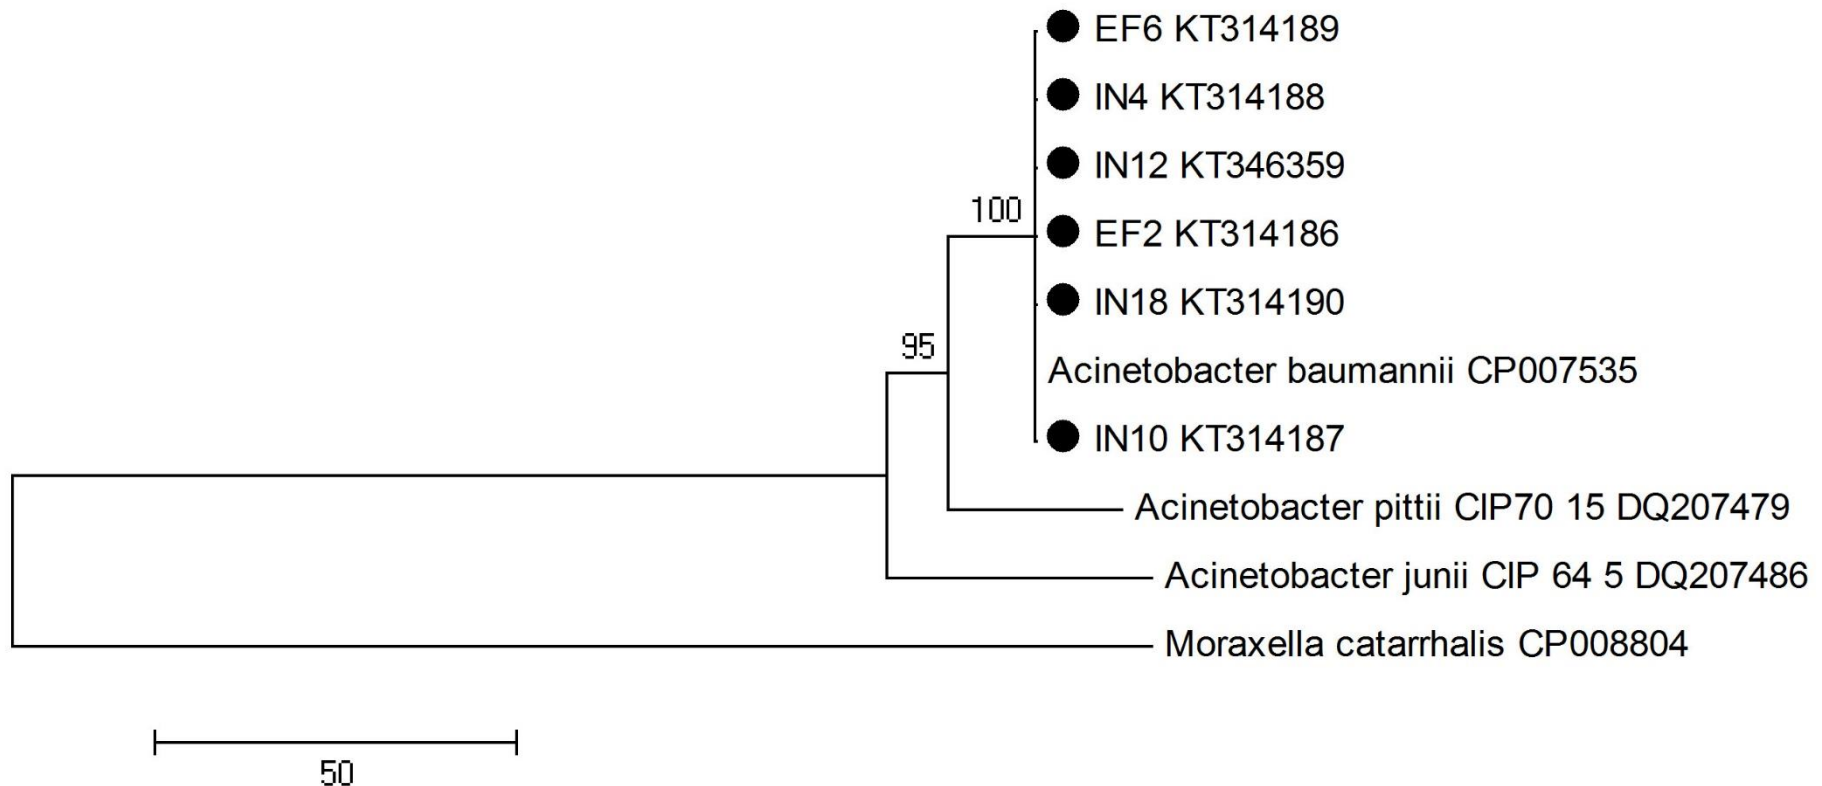 EF6 KT314189
IN4 KT314188
IN12 KT346359
100
EF2 KT314186
IN18 KT314190
95
Acinetobacter baumannii CP007535
IN10 KT314187
Acinetobacter pittii CIP70 15 DQ207479
Acinetobacter junii CIP 64 5 DQ207486
Moraxella catarrhalis CP008804
50